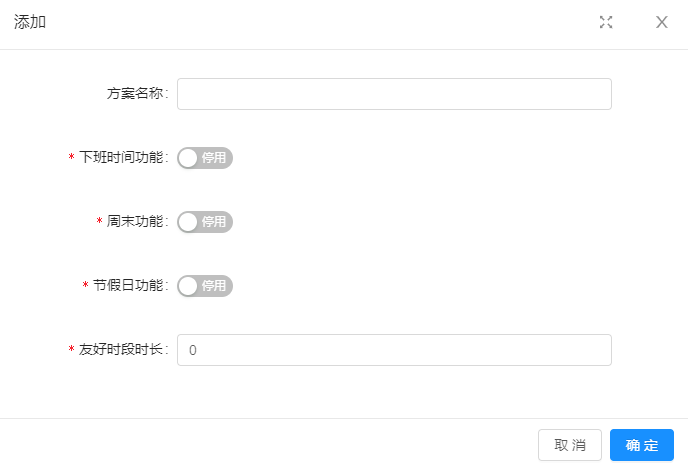 添加
方案名称:
* 下班时间功能: 停用
* 周末功能: 停用
* 节假日功能: 停用
* 友好时段时长: 0
取 消 确 定